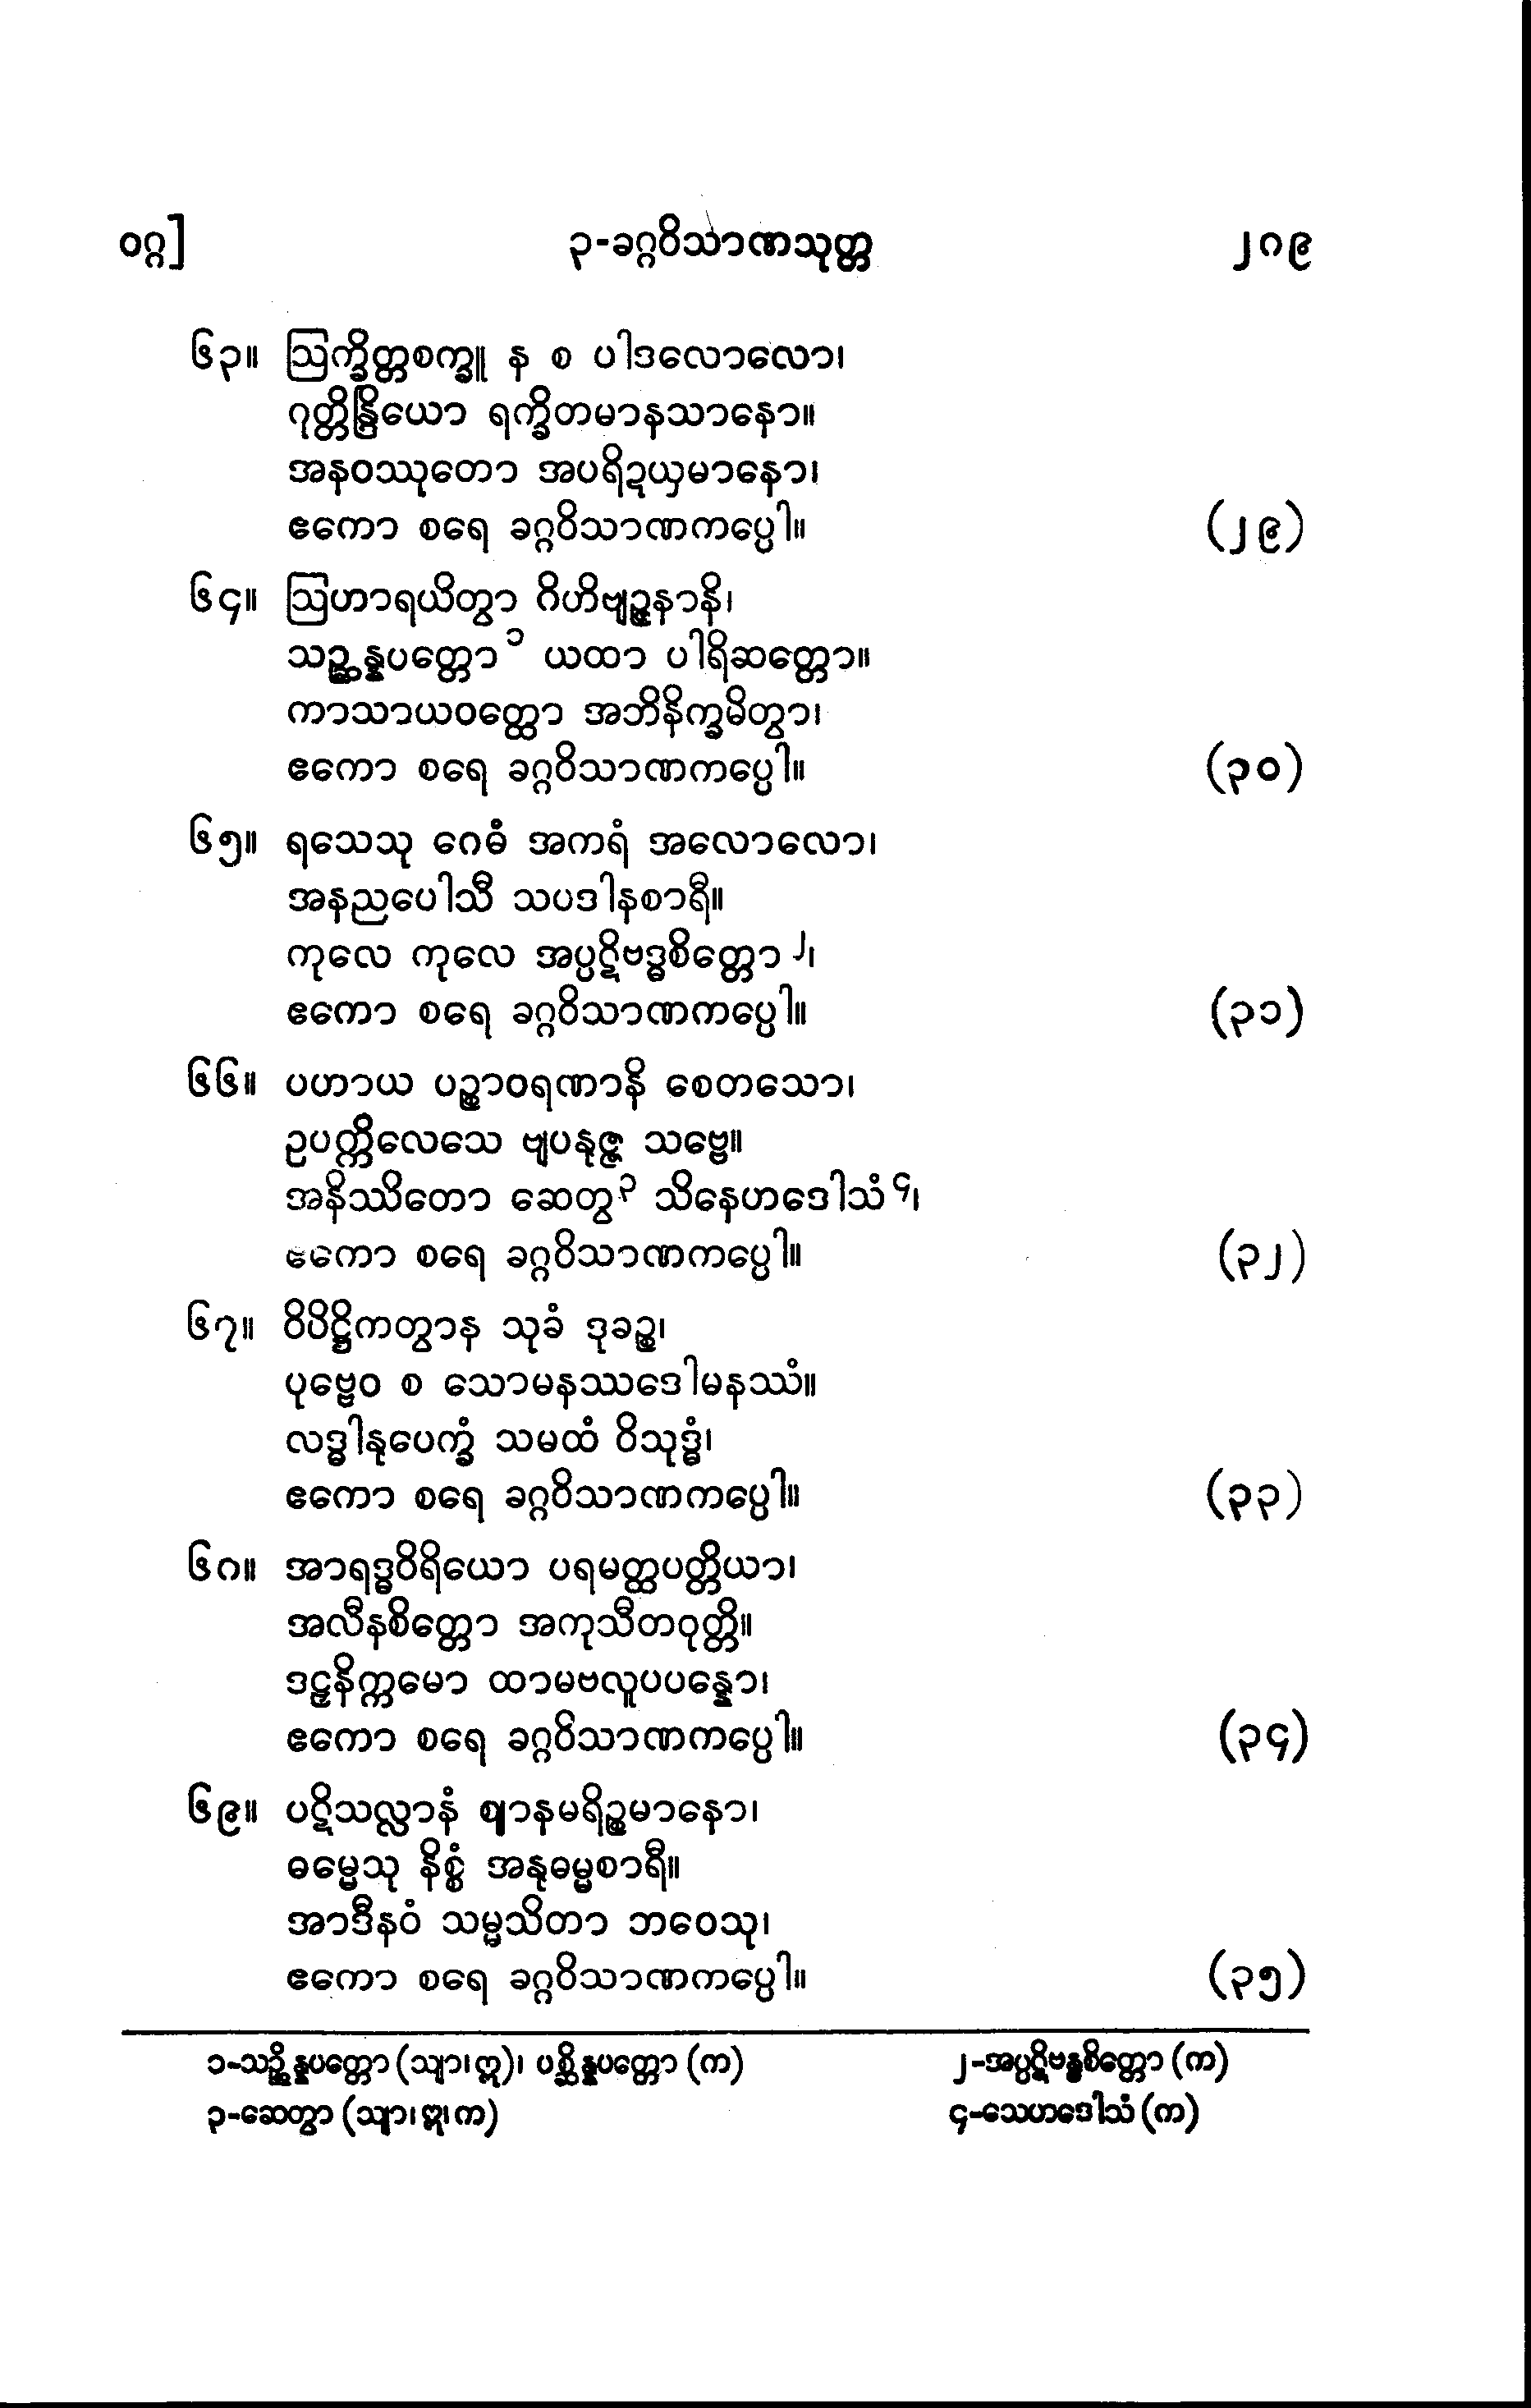 ဝဂ္ဂ] ၃-ခဂ္ဂဝိသာဏသုတ္တ ၂၈၉
၆၃။ ဩက္ခိတ္တစက္ခူ န စ ပါဒလောလော၊
ဂုတ္တိန္ဒြိယော ရက္ခိတမာနသာနော။
အနဝဿုတော အပရိဍယှမာနော၊
ဧကော စရေ ခဂ္ဂဝိသာဏကပ္ပေါ။ (၂၉)
၆၄။ ဩဟာရယိတွာ ဂိဟိဗျဉ္ဇနာနိ၊
သဉ္ဆန္နပတ္တော ၁ ယထာ ပါရိဆတ္တော။
ကာသာယဝတ္ထော အဘိနိက္ခမိတွာ၊
ဧကော စရေ ခဂ္ဂဝိသာဏကပ္ပေါ။ (၃၀)
၆၅။ ရသေသု ဂေဓံ အကရံ အလောလော၊
အနညပေါသီ သပဒါနစာရီ။
ကုလေ ကုလေ အပ္ပဋိဗဒ္ဓစိတ္တော ၂၊
ဧကော စရေ ခဂ္ဂဝိသာဏကပ္ပေါ။ (၃၁)
၆၆။ ပဟာယ ပဉ္စာဝရဏာနိ စေတသော၊
ဥပက္ကိလေသေ ဗျပနုဇ္ဇ သဗ္ဗေ။
အနိဿိတော ဆေတွ ၃ သိနေဟဒေါသံ ၄၊
ဧကော စရေ ခဂ္ဂဝိသာဏကပ္ပေါ။ (၃၂)
၆၇။ ဝိပိဋ္ဌိကတွာန သုခံ ဒုခဉ္စ၊
ပုဗ္ဗေဝ စ သောမနဿဒေါမနဿံ။
လဒ္ဓါနုပေက္ခံ သမထံ ဝိသုဒ္ဓံ၊
ဧကော စရေ ခဂ္ဂဝိသာဏကပ္ပေါ။ (၃၃)
၆၈။ အာရဒ္ဓဝိရိယော ပရမတ္ထပတ္တိယာ၊
အလီနစိတ္တော အကုသီတဝုတ္တိ။
ဒဠှနိက္ကမော ထာမဗလူပပန္နော၊
ဧကော စရေ ခဂ္ဂဝိသာဏကပ္ပေါ။ (၃၄)
၆၉။ ပဋိသလ္လာနံ ဈာနမရိဉ္စမာနော၊
ဓမ္မေသု နိစ္စံ အနုဓမ္မစာရီ။
အာဒီနဝံ သမ္မသိတာ ဘဝေသု၊
ဧကော စရေ ခဂ္ဂဝိသာဏကပ္ပေါ။ (၃၅)
၁-သဉ္ဆိန္နပတ္တော (သျာ၊ ဣ)၊ ပစ္ဆိန္နပတ္တော (က) ၂-အပ္ပဋိဗန္ဓစိတ္တော (က)
၃-ဆေတွာ (သျာ၊ ဣ၊ က) ၄-သေဟဒေါသံ (က)